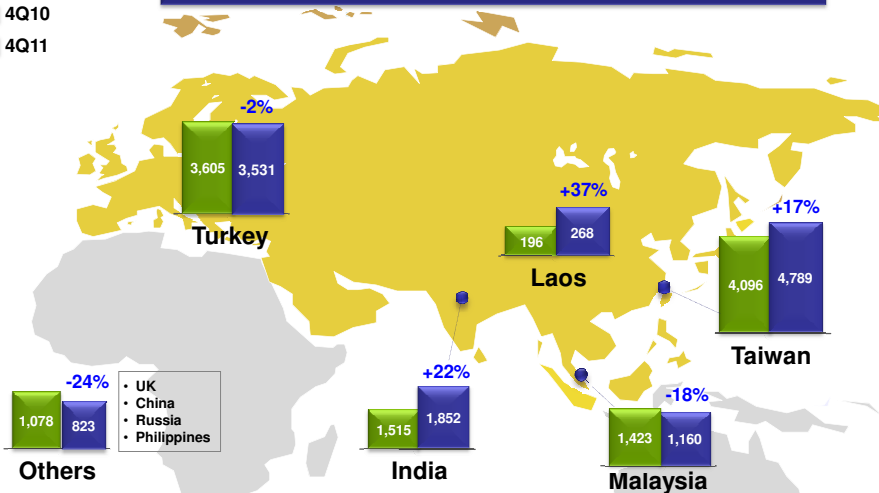 4Q10
4Q11
-2%
3,605 3,531
Turkey
+37%
196 268
Laos
+17%
4,096 4,789
Taiwan
-24%
1,078 823
Others
• UK
• China
• Russia
• Philippines
+22%
1,515 1,852
India
-18%
1,423 1,160
Malaysia